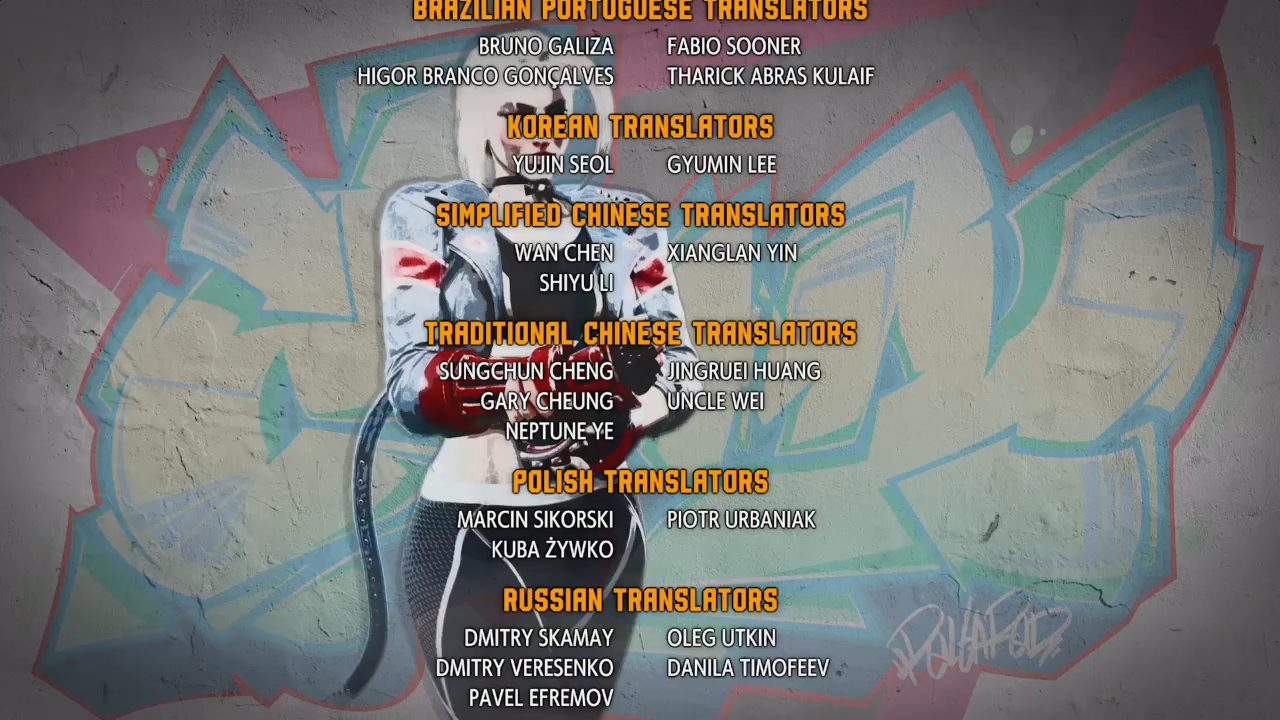 BRAZILIAN PORTUGUESE TRANSLATORS
BRUNO GALIZA FABIO SOONER
HIGOR BRANCO GONÇALVES THARICK ABRAS KULAIF
KOREAN TRANSLATORS
YUJIN SEOL GYUMIN LEE
SIMPLIFIED CHINESE TRANSLATORS
WAN CHEN XIANGLAN YIN
SHIYU LI
TRADITIONAL CHINESE TRANSLATORS
SUNGCHUN CHENG JINGRUEI HUANG
GARY CHEUNG UNCLE WEI
NEPTUNE YE
POLISH TRANSLATORS
MARCIN SIKORSKI PIOTR URBANIAK
KUBA ŻYWKO
RUSSIAN TRANSLATORS
DMITRY SKAMAY OLEG UTKIN
DMITRY VERESENKO DANILA TIMOFEEV
PAVEL EFREMOV